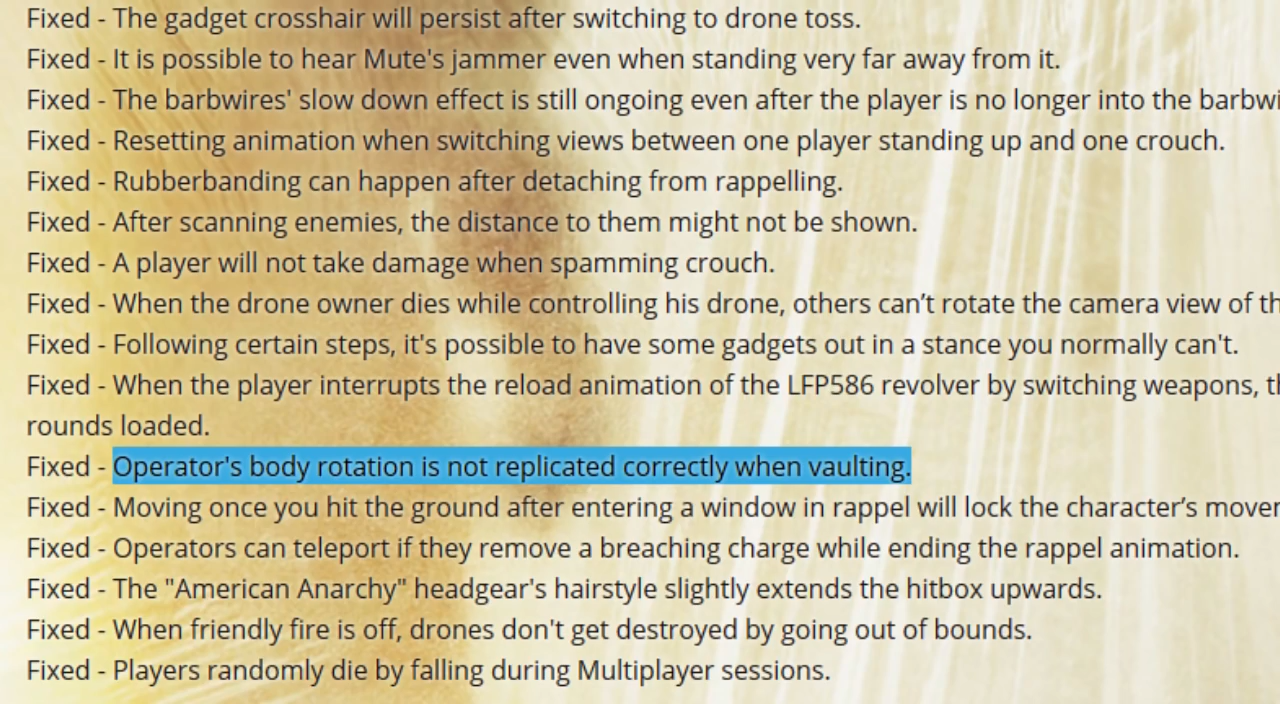 Fixed - The gadget crosshair will persist after switching to drone toss.
Fixed - It is possible to hear Mute's jammer even when standing very far away from it.
Fixed - The barbwires' slow down effect is still ongoing even after the player is no longer into the
Fixed - Resetting animation when switching views between one player standing up and one crouch.
Fixed - Rubberbanding can happen after detaching from rappelling.
Fixed - After scanning enemies, the distance to them might not be shown.
Fixed - A player will not take damage when spamming crouch.
Fixed - When the drone owner dies while controlling his drone, others can’t rotate the camera view of
Fixed - Following certain steps, it's possible to have some gadgets out in a stance you normally can't.
Fixed - When the player interrupts the reload animation of the LFP586 revolver by switching weapons,
rounds loaded.
Fixed - Operator's body rotation is not replicated correctly when vaulting.
Fixed - Moving once you hit the ground after entering a window in rappel will lock the character’s
Fixed - Operators can teleport if they remove a breaching charge while ending the rappel animation.
Fixed - The "American Anarchy" headgear's hairstyle slightly extends the hitbox upwards.
Fixed - When friendly fire is off, drones don't get destroyed by going out of bounds.
Fixed - Players randomly die by falling during Multiplayer sessions.